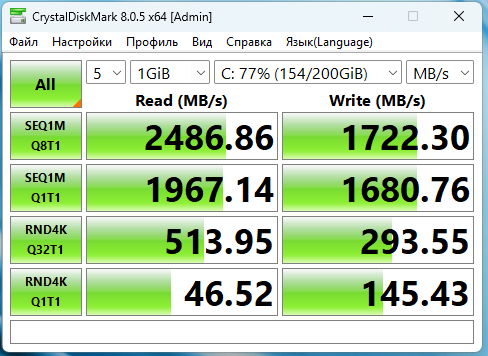 CrystalDiskMark 8.0.5 x64 [Admin]
Файл Настройки Профиль Вид Справка Язык(Language)
All 5 1GiB C: 77% (154/200GiB) MB/s
Read (MB/s) Write (MB/s)
SEQ1M
Q8T1 2486.86 1722.30
SEQ1M
Q1T1 1967.14 1680.76
RND4K
Q32T1 513.95 293.55
RND4K
Q1T1 46.52 145.43